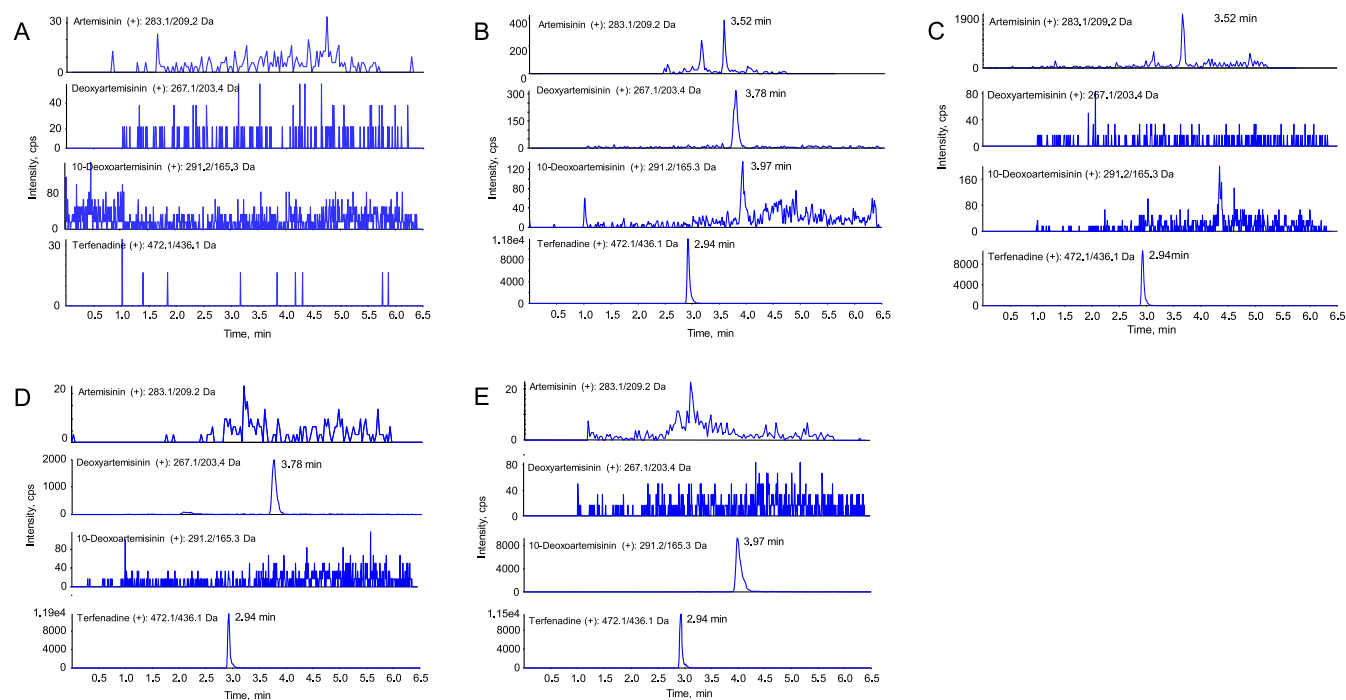 A
Artemisinin (+): 283.1/209.2 Da
30
15
0
Deoxyartemisinin (+): 267.1/203.4 Da
40
20
0
10-Deoxoartemisinin (+): 291.2/165.3 Da
80
0
Terfenadine (+): 472.1/436.1 Da
30
0
Intensity, cps
0.5 1.0 1.5 2.0 2.5 3.0 3.5 4.0 4.5 5.0 5.5 6.0 6.5
Time, min
B
Artemisinin (+): 283.1/209.2 Da
3.52 min
400
200
0
Deoxyartemisinin (+): 267.1/203.4 Da
3.78 min
300
150
0
10-Deoxoartemisinin (+): 291.2/165.3 Da
3.97 min
120
80
40
0
Terfenadine (+): 472.1/436.1 Da
2.94 min
1.18e4
8000
4000
0
Intensity, cps
0.5 1.0 1.5 2.0 2.5 3.0 3.5 4.0 4.5 5.0 5.5 6.0 6.5
Time, min
C
Artemisinin (+): 283.1/209.2 Da
3.52 min
1900
0
Deoxyartemisinin (+): 267.1/203.4 Da
80
40
0
10-Deoxoartemisinin (+): 291.2/165.3 Da
160
80
0
Terfenadine (+): 472.1/436.1 Da
2.94min
8000
4000
0
Intensity, cps
0.5 1.0 1.5 2.0 2.5 3.0 3.5 4.0 4.5 5.0 5.5 6.0 6.5
Time, min
D
Artemisinin (+): 283.1/209.2 Da
20
0
Deoxyartemisinin (+): 267.1/203.4 Da
3.78 min
2000
1000
0
10-Deoxoartemisinin (+): 291.2/165.3 Da
80
40
0
Terfenadine (+): 472.1/436.1 Da
2.94 min
1.19e4
8000
4000
0
Intensity, cps
0.5 1.0 1.5 2.0 2.5 3.0 3.5 4.0 4.5 5.0 5.5 6.0 6.5
Time, min
E
Artemisinin (+): 283.1/209.2 Da
20
0
Deoxyartemisinin (+): 267.1/203.4 Da
80
40
0
10-Deoxoartemisinin (+): 291.2/165.3 Da
3.97 min
8000
4000
0
Terfenadine (+): 472.1/436.1 Da
2.94 min
1.15e4
8000
4000
0
Intensity, cps
0.5 1.0 1.5 2.0 2.5 3.0 3.5 4.0 4.5 5.0 5.5 6.0 6.5
Time, min